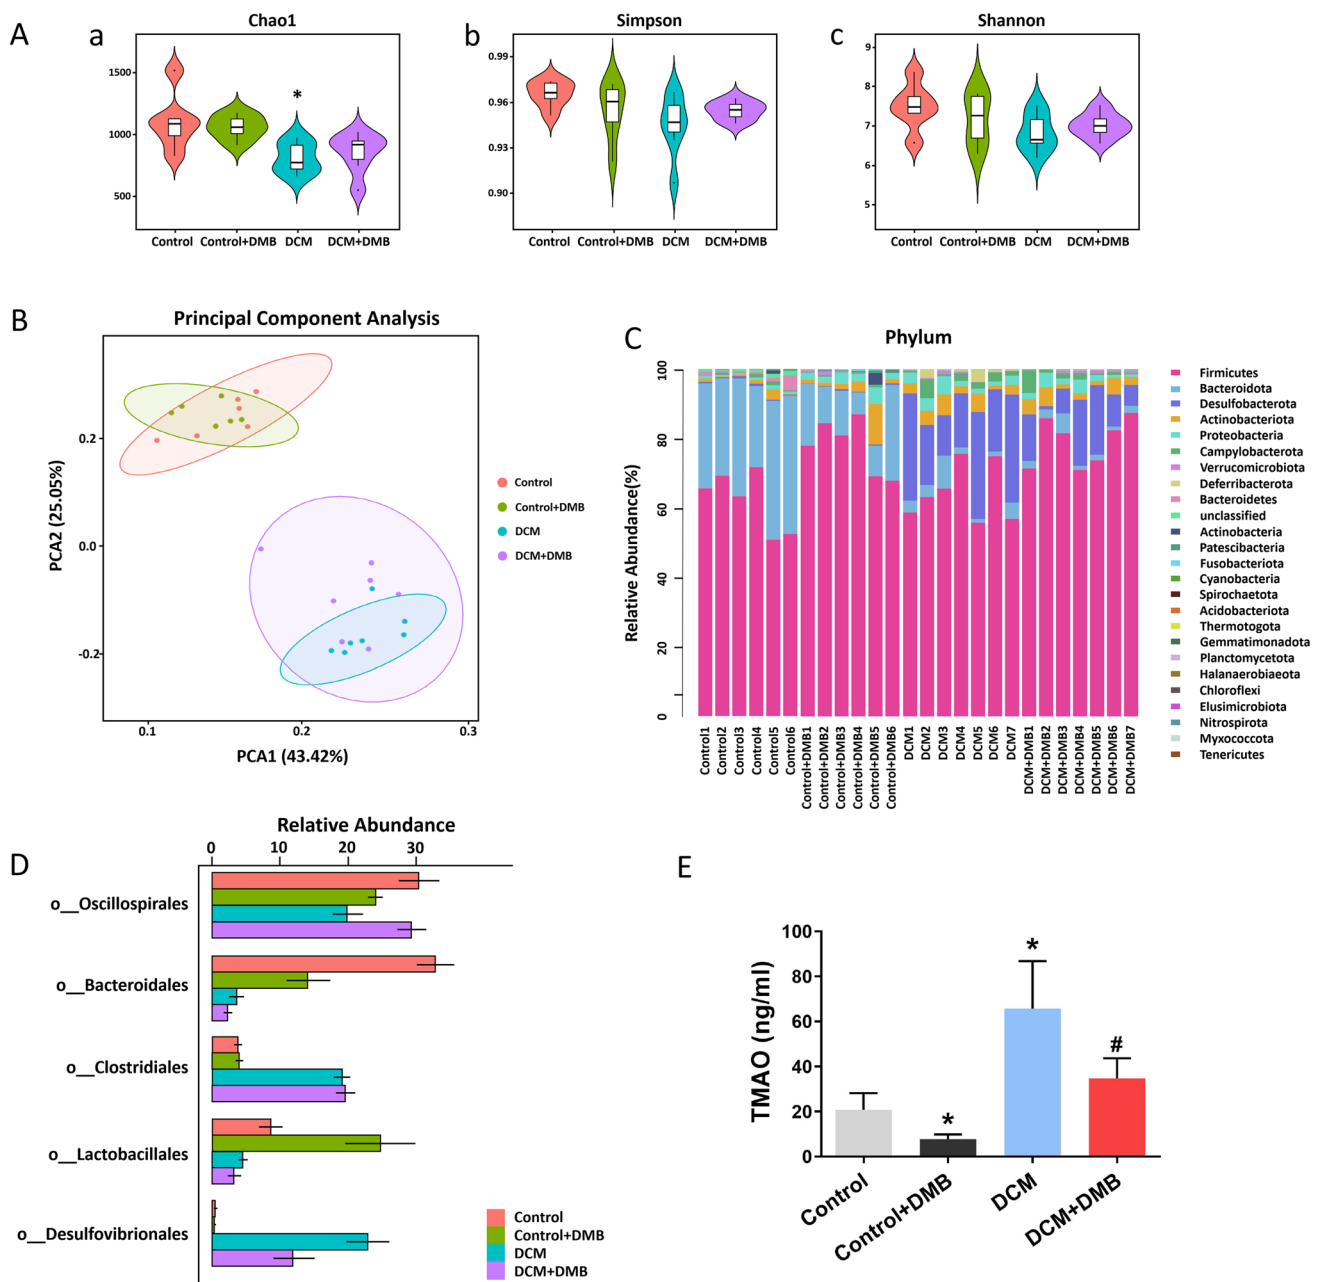 A
a
Chao1
1500
1000
500
*
Control
Control+DMB
DCM
DCM+DMB
b
Simpson
0.99
0.96
0.93
0.90
Control
Control+DMB
DCM
DCM+DMB
c
Shannon
9
8
7
6
5
Control
Control+DMB
DCM
DCM+DMB
B
Principal Component Analysis
PCA2 (25.05%)
0.2
0.0
-0.2
0.1
0.2
0.3
PCA1 (43.42%)
Control
Control+DMB
DCM
DCM+DMB
C
Phylum
Relative Abundance(%)
100
80
60
40
20
0
Control1
Control2
Control3
Control4
Control5
Control6
Control+DMB1
Control+DMB2
Control+DMB3
Control+DMB4
Control+DMB5
Control+DMB6
DCM1
DCM2
DCM3
DCM4
DCM5
DCM6
DCM7
DCM+DMB1
DCM+DMB2
DCM+DMB3
DCM+DMB4
DCM+DMB5
DCM+DMB6
DCM+DMB7
Firmicutes
Bacteroidota
Desulfobacterota
Actinobacteriota
Proteobacteria
Campylobacterota
Verrucomicrobiota
Deferribacterota
Bacteroidetes
unclassified
Actinobacteria
Patescibacteria
Fusobacteriota
Cyanobacteria
Spirochaetota
Acidobacteriota
Thermotogota
Gemmatimonadota
Planctomycetota
Halanaerobiaeota
Chloroflexi
Elusimicrobiota
Nitrospirota
Myxococcota
Tenericutes
D
Relative Abundance
0
10
20
30
o__Oscillospirales
o__Bacteroidales
o__Clostridiales
o__Lactobacillales
o__Desulfovibrionales
Control
Control+DMB
DCM
DCM+DMB
E
TMAO (ng/ml)
100
80
60
40
20
0
*
*
#
Control
Control+DMB
DCM
DCM+DMB